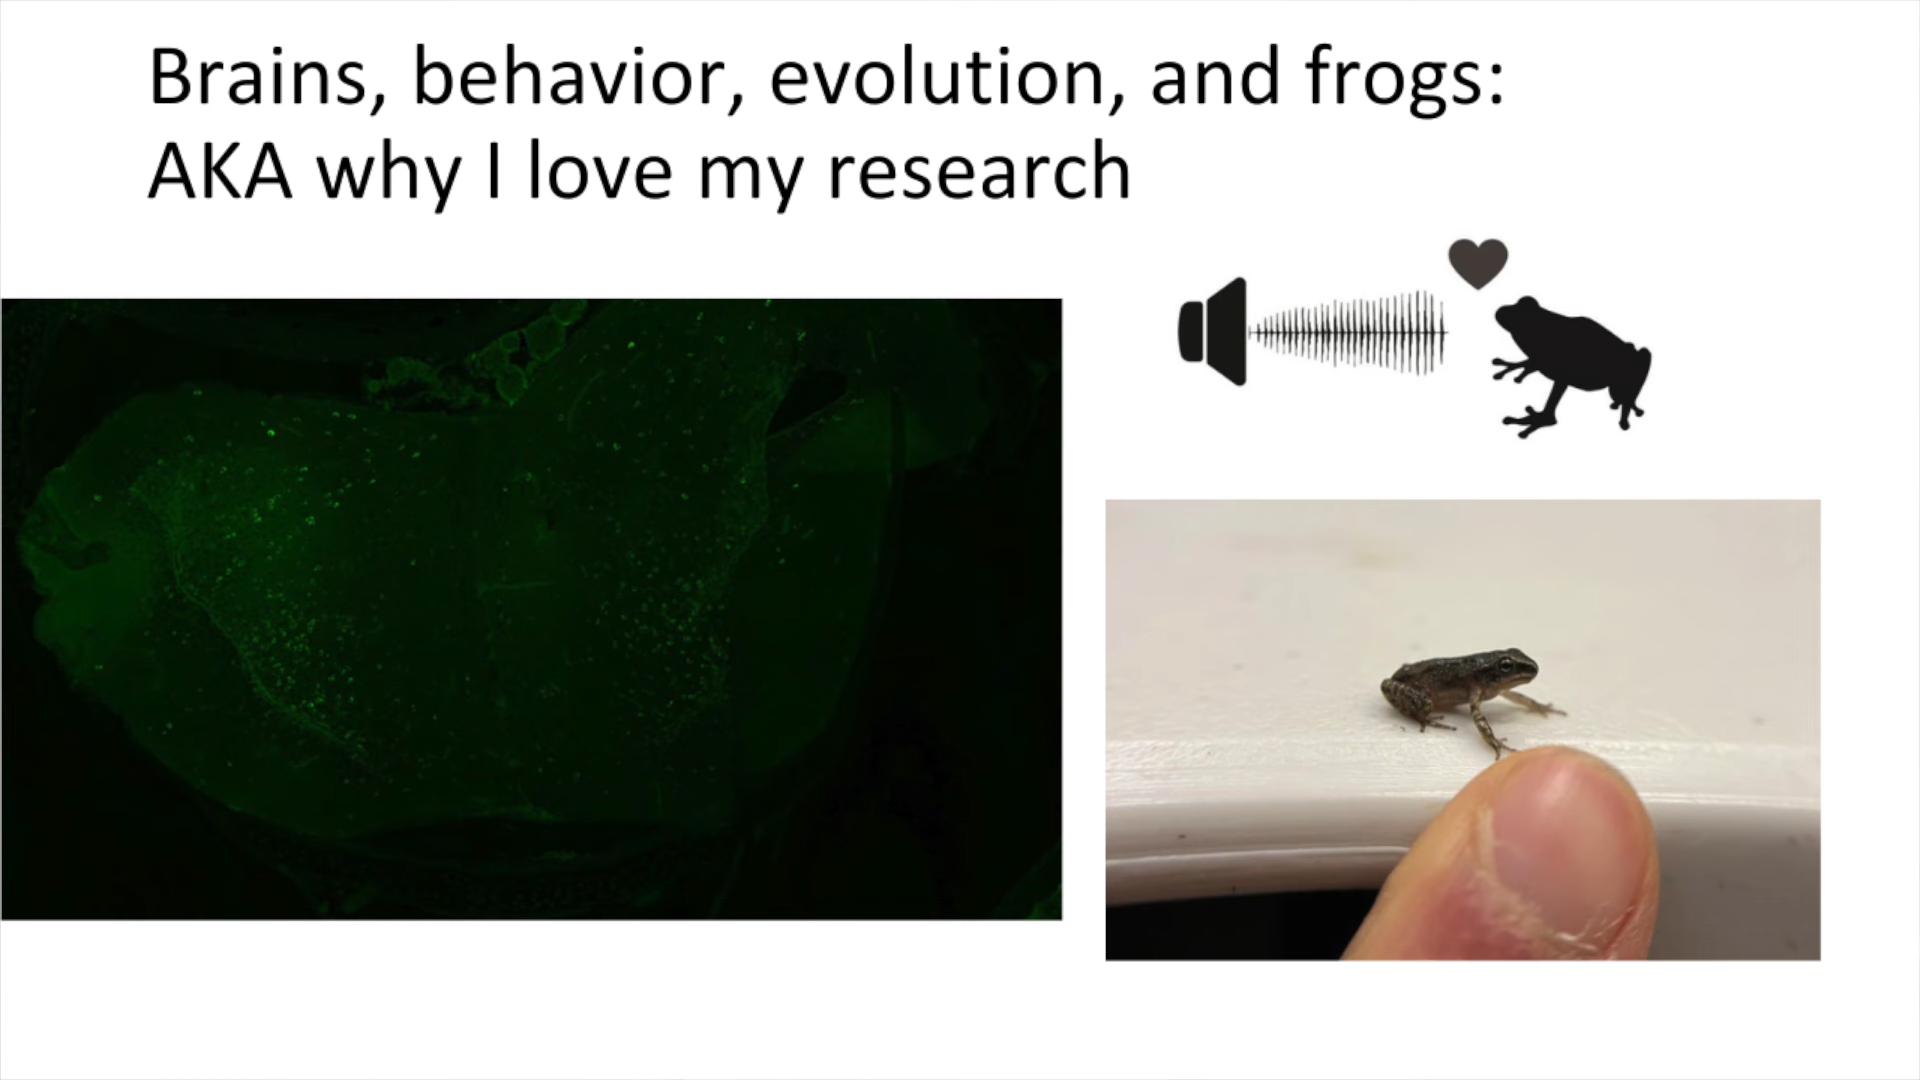 Brains, behavior, evolution, and frogs:
AKA why I love my research